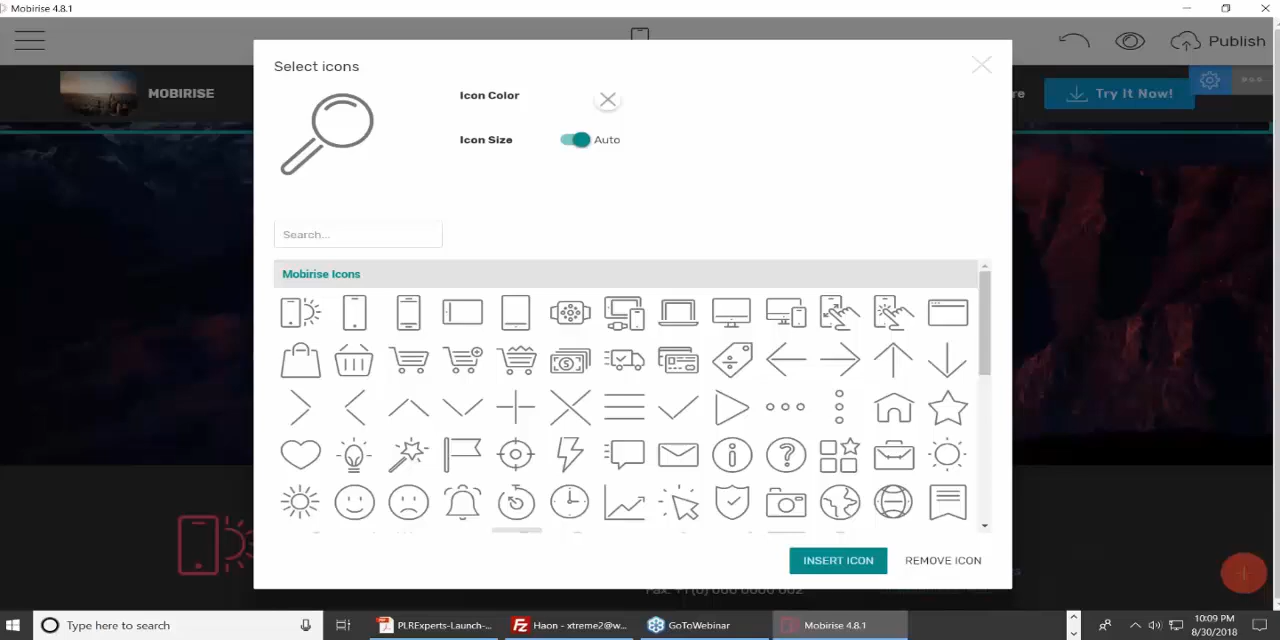 Mobirise 4.8.1
Publish
MOBIRISE
re
Try It Now!
Select icons
Icon Color
Icon Size
Auto
Search...
Mobirise Icons
INSERT ICON
REMOVE ICON
Type here to search
PLRExperts-Launch-...
Haon - xtreme2@w...
GoToWebinar
Mobirise 4.8.1
10:09 PM
8/30/2018